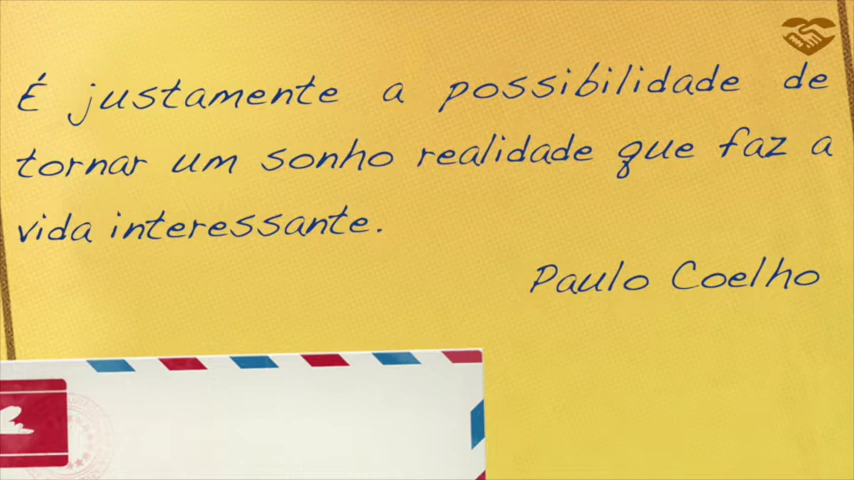 É justamente a possibilidade de
tornar um sonho realidade que faz a
vida interessante.
Paulo Coelho